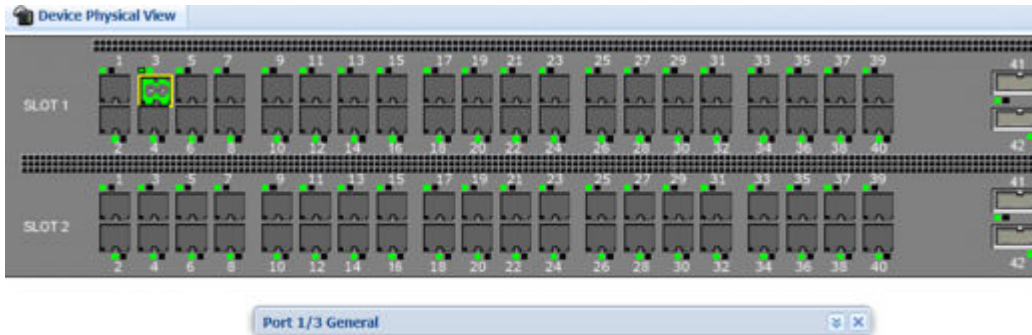 Device Physical View
1 3 5 7 9 11 13 15 17 19 21 23 25 27 29 31 33 35 37 39 41
SLOT 1
2 4 6 8 10 12 14 16 18 20 22 24 26 28 30 32 34 36 38 40 42
1 3 5 7 9 11 13 15 17 19 21 23 25 27 29 31 33 35 37 39 41
SLOT 2
2 4 6 8 10 12 14 16 18 20 22 24 26 28 30 32 34 36 38 40 42
Port 1/3 General